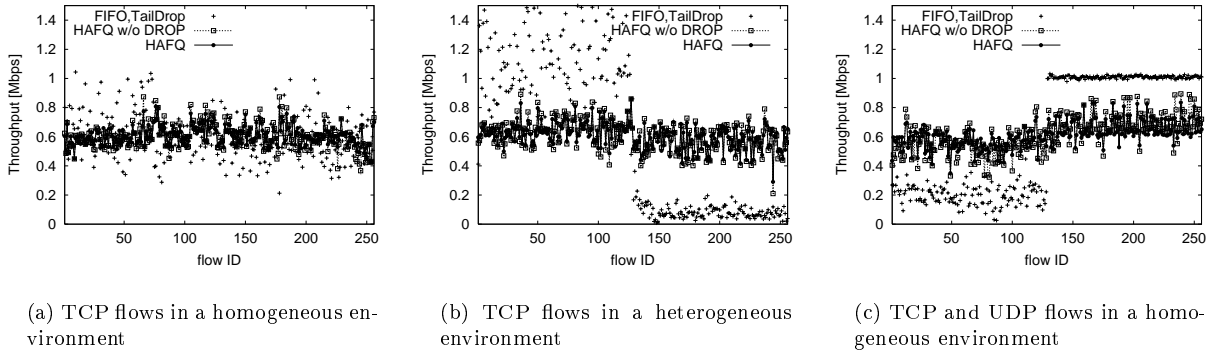 FIFO,TailDrop
HAFQ w/o DROP
HAFQ
1.4
1.2
1
0.8
0.6
0.4
0.2
0
Throughput [Mbps]
50
100
150
200
250
flow ID
(a) TCP flows in a homogeneous en-
vironment
FIFO,TailDrop
HAFQ w/o DROP
HAFQ
1.4
1.2
1
0.8
0.6
0.4
0.2
0
Throughput [Mbps]
50
100
150
200
250
flow ID
(b) TCP flows in a heterogeneous
environment
FIFO,TailDrop
HAFQ w/o DROP
HAFQ
1.4
1.2
1
0.8
0.6
0.4
0.2
0
Throughput [Mbps]
50
100
150
200
250
flow ID
(c) TCP and UDP flows in a homo-
geneous environment